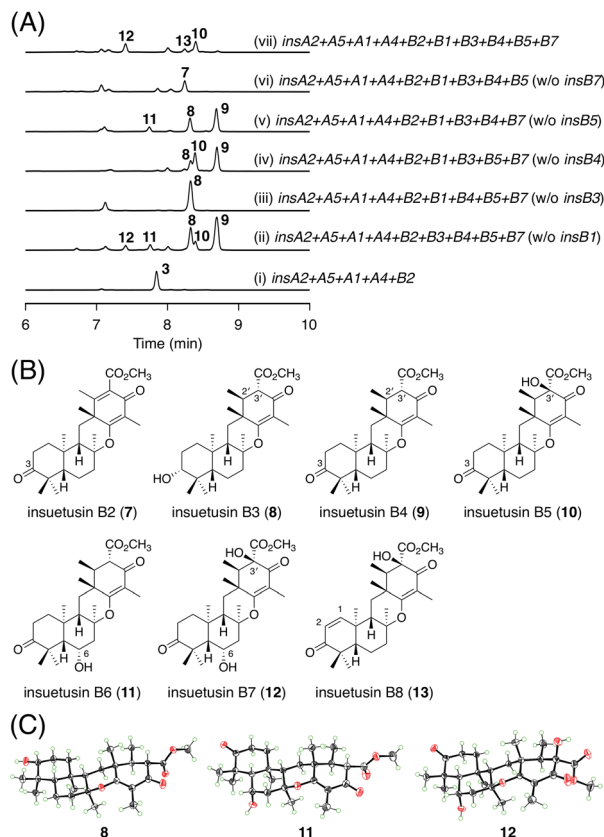 (A)
12 13 10 (vii) insA2+A5+A1+A4+B2+B1+B3+B4+B5+B7
7 (vi) insA2+A5+A1+A4+B2+B1+B3+B4+B5 (w/o insB7)
11 8 9 (v) insA2+A5+A1+A4+B2+B1+B3+B4+B7 (w/o insB5)
8 10 9 (iv) insA2+A5+A1+A4+B2+B1+B3+B5+B7 (w/o insB4)
8 (iii) insA2+A5+A1+A4+B2+B1+B4+B5+B7 (w/o insB3)
12 11 8 10 9 (ii) insA2+A5+A1+A4+B2+B3+B4+B5+B7 (w/o insB1)
3 (i) insA2+A5+A1+A4+B2
6 7 8 9 10
Time (min)
(B)
CO2CH3 O O H 3 O
insuetusin B2 (7)
CO2CH3 2' 3' O O H HO
insuetusin B3 (8)
CO2CH3 2' 3' O O H 3 O
insuetusin B4 (9)
HO CO2CH3 3' O O H 3 O
insuetusin B5 (10)
CO2CH3 O O H 6 O OH
insuetusin B6 (11)
HO CO2CH3 3' O O H 6 O OH
insuetusin B7 (12)
HO CO2CH3 3' O O 1 2 H O
insuetusin B8 (13)
(C)
8 11 12